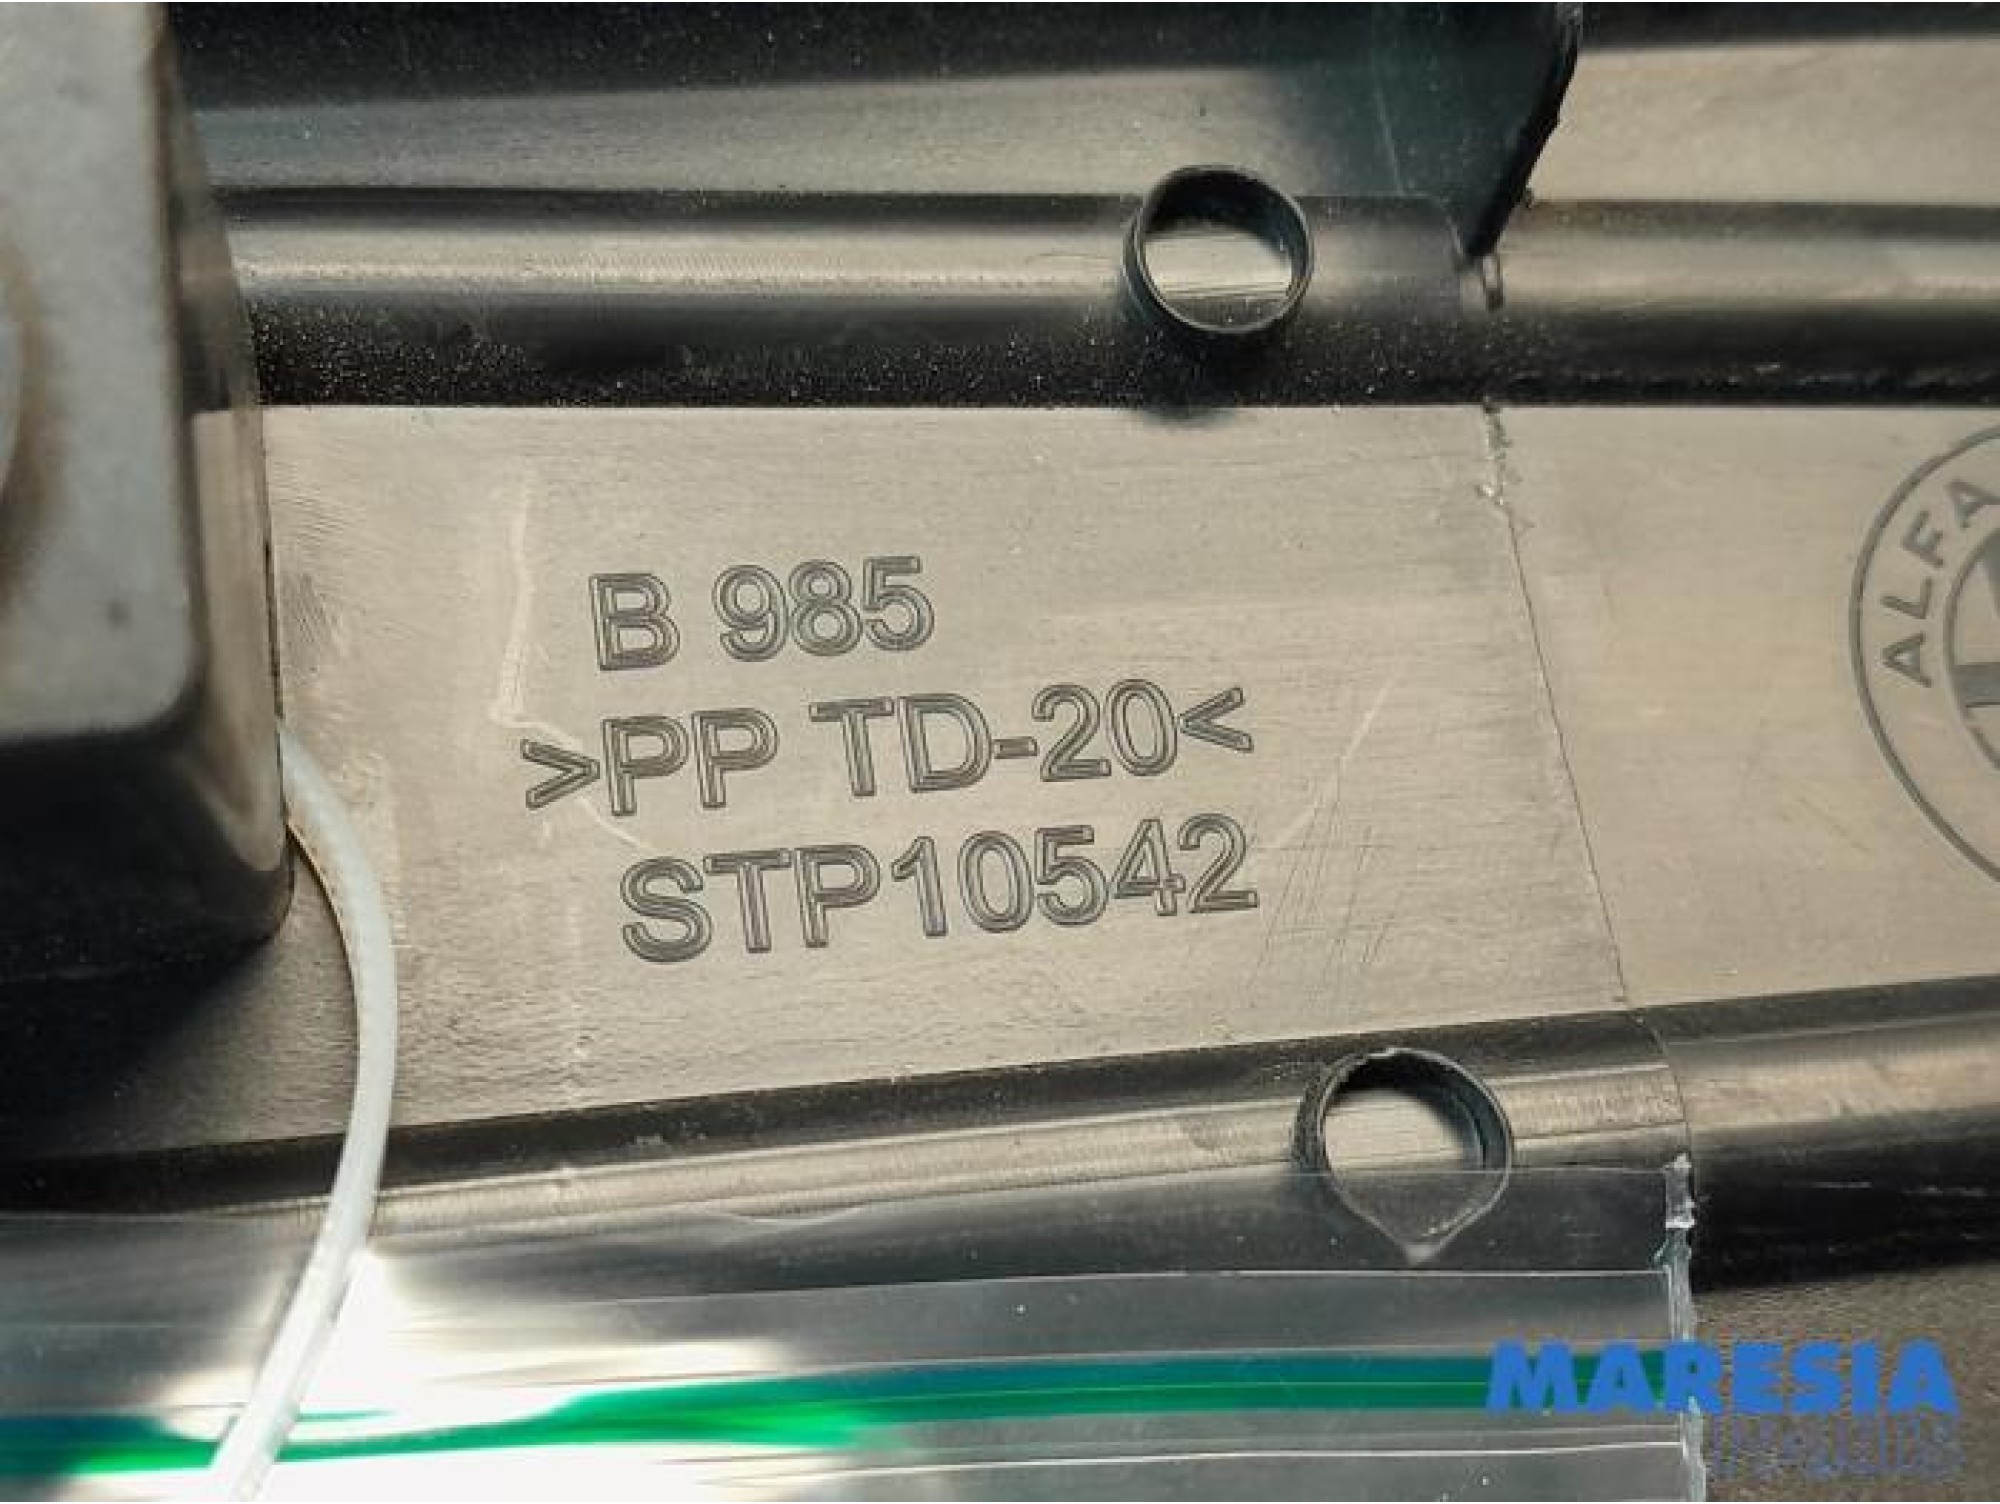 B 985
>PP TD-20<
STP10542
ALFA
MARESIA